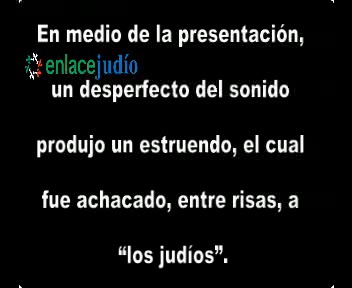 En medio de la presentación,
enlacejudío
un desperfecto del sonido
produjo un estruendo, el cual
fue achacado, entre risas, a
“los judíos”.